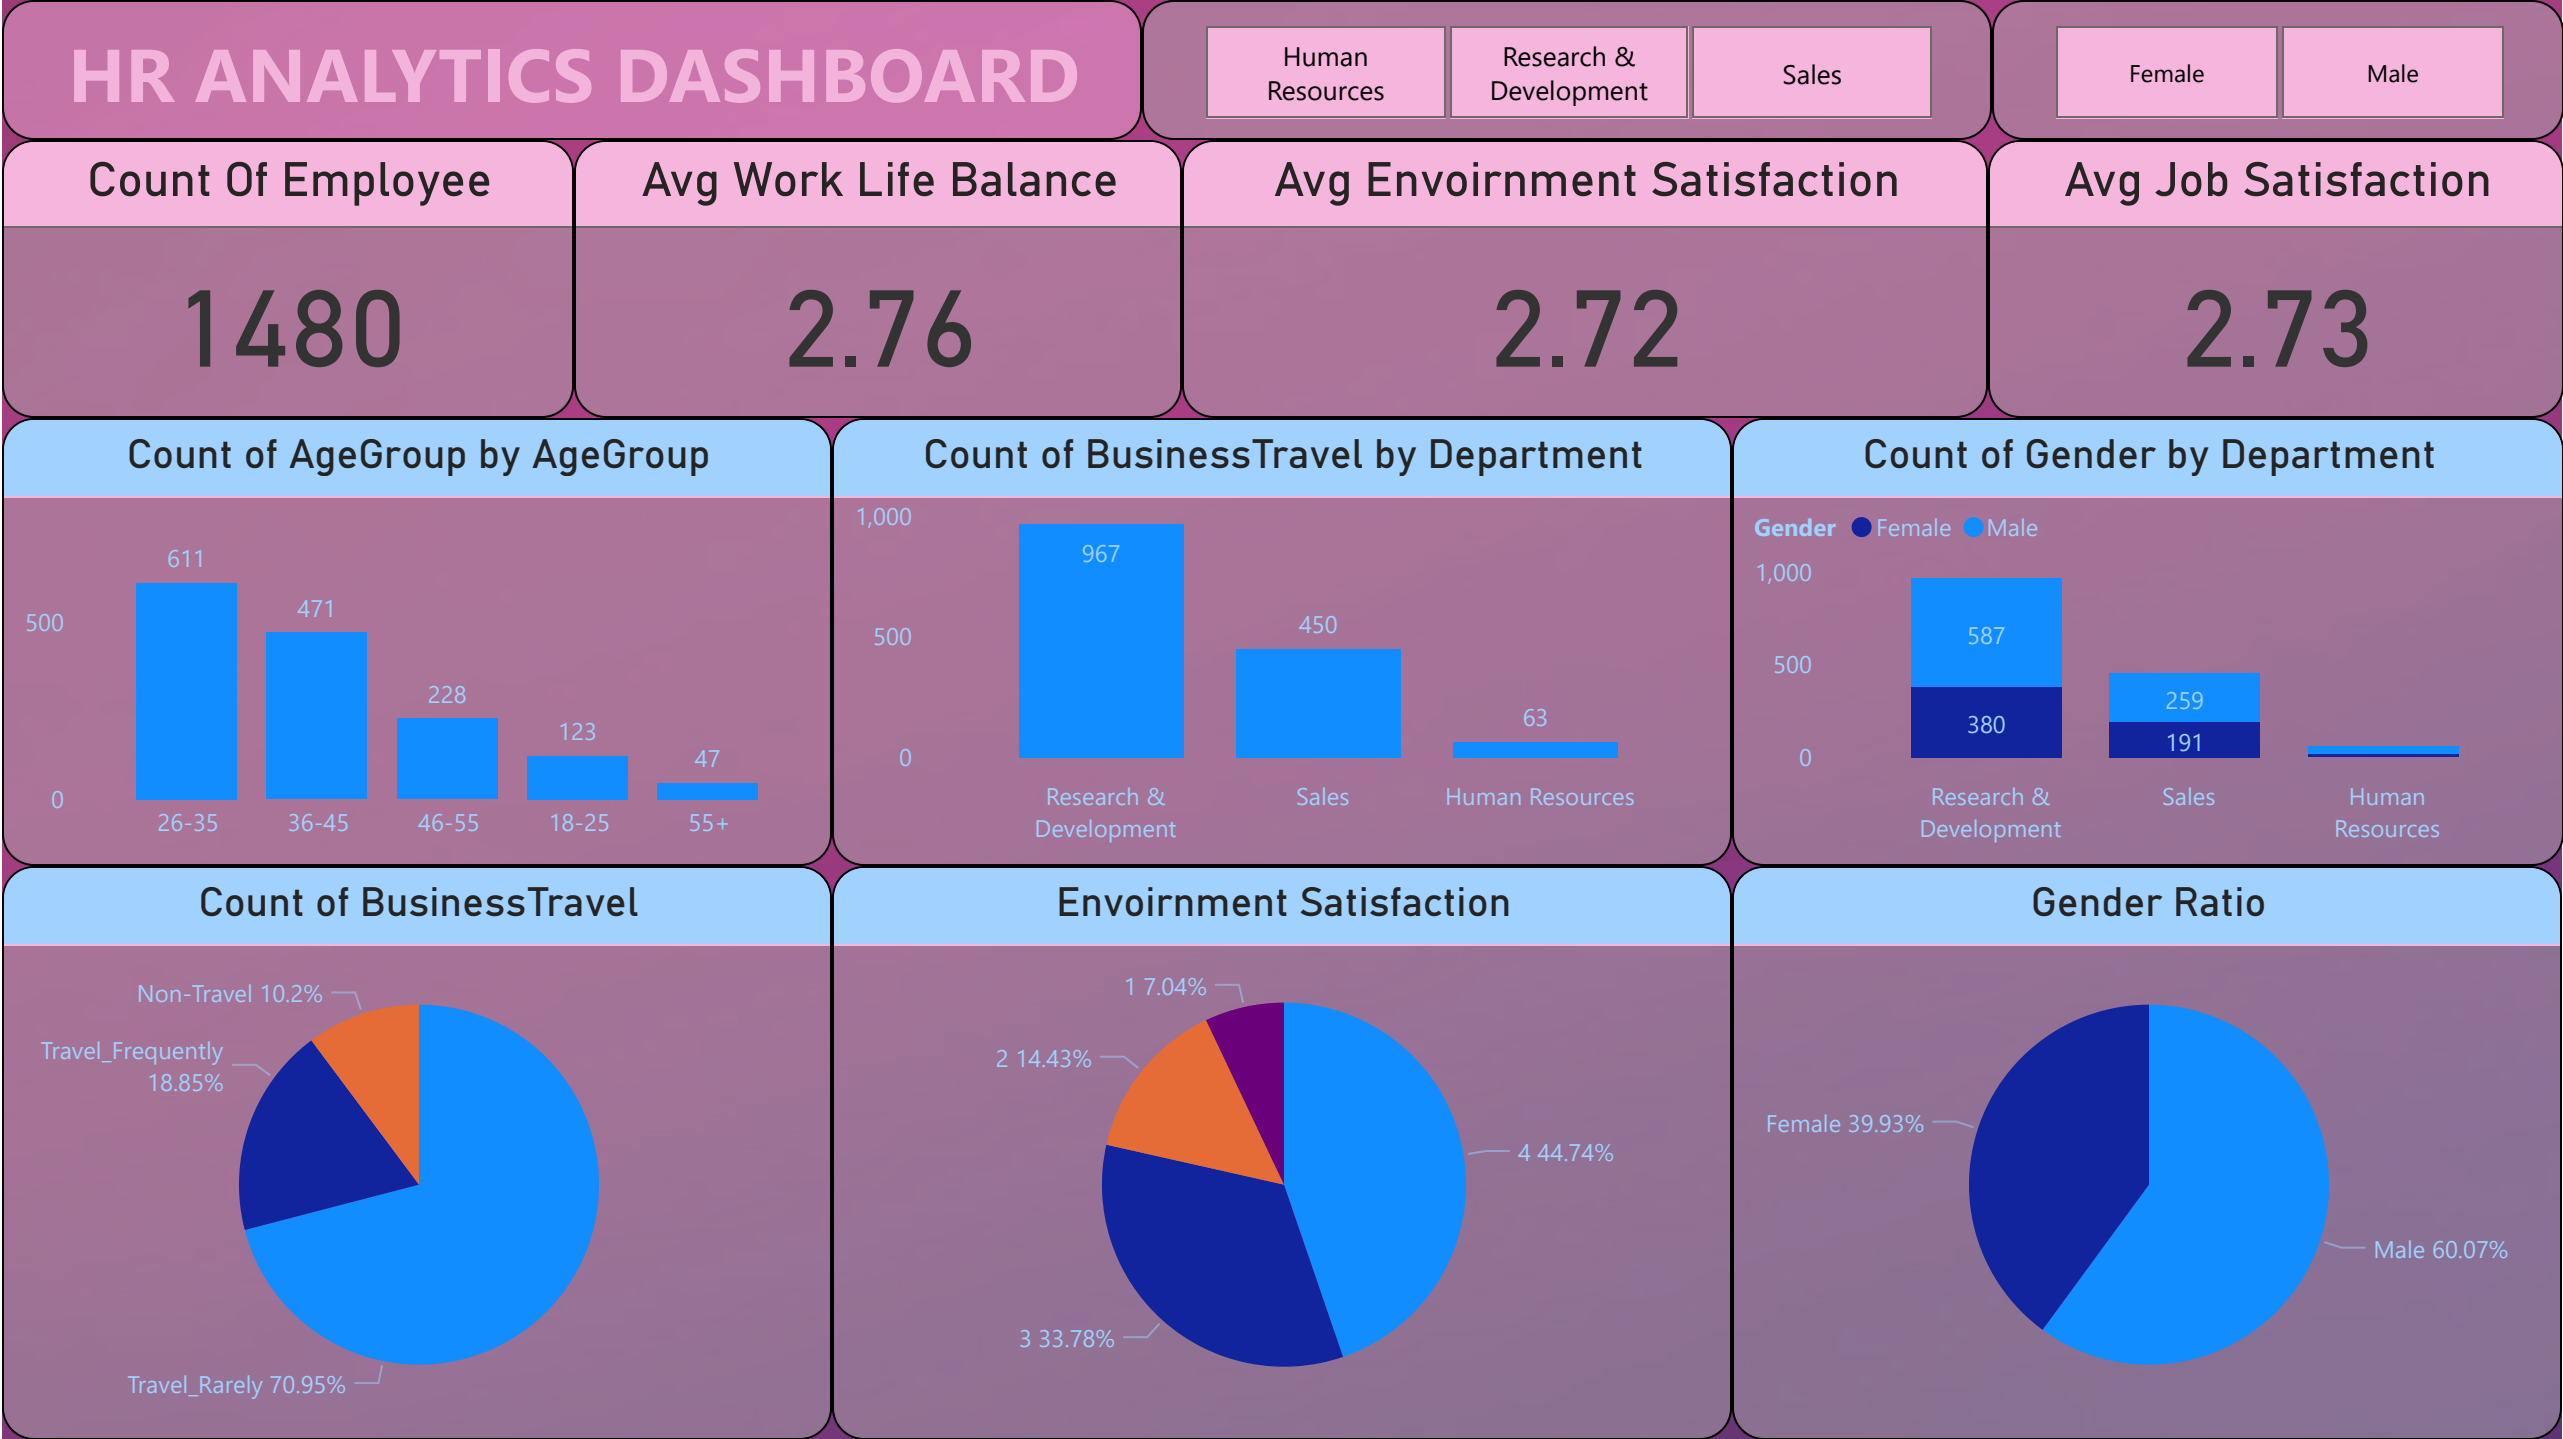 HR ANALYTICS DASHBOARD
Human
Resources
Research &
Development
Sales
Female
Male
Count Of Employee
1480
Avg Work Life Balance
2.76
Avg Envoirnment Satisfaction
2.72
Avg Job Satisfaction
2.73
Count of AgeGroup by AgeGroup
500
0
611
471
228
123
47
26-35
36-45
46-55
18-25
55+
Count of BusinessTravel by Department
1,000
500
0
967
450
63
Research &
Development
Sales
Human Resources
Count of Gender by Department
Gender Female Male
1,000
500
0
587
380
259
191
Research &
Development
Sales
Human
Resources
Count of BusinessTravel
Non-Travel 10.2%
Travel_Frequently
18.85%
Travel_Rarely 70.95%
Envoirnment Satisfaction
1 7.04%
2 14.43%
4 44.74%
3 33.78%
Gender Ratio
Female 39.93%
Male 60.07%